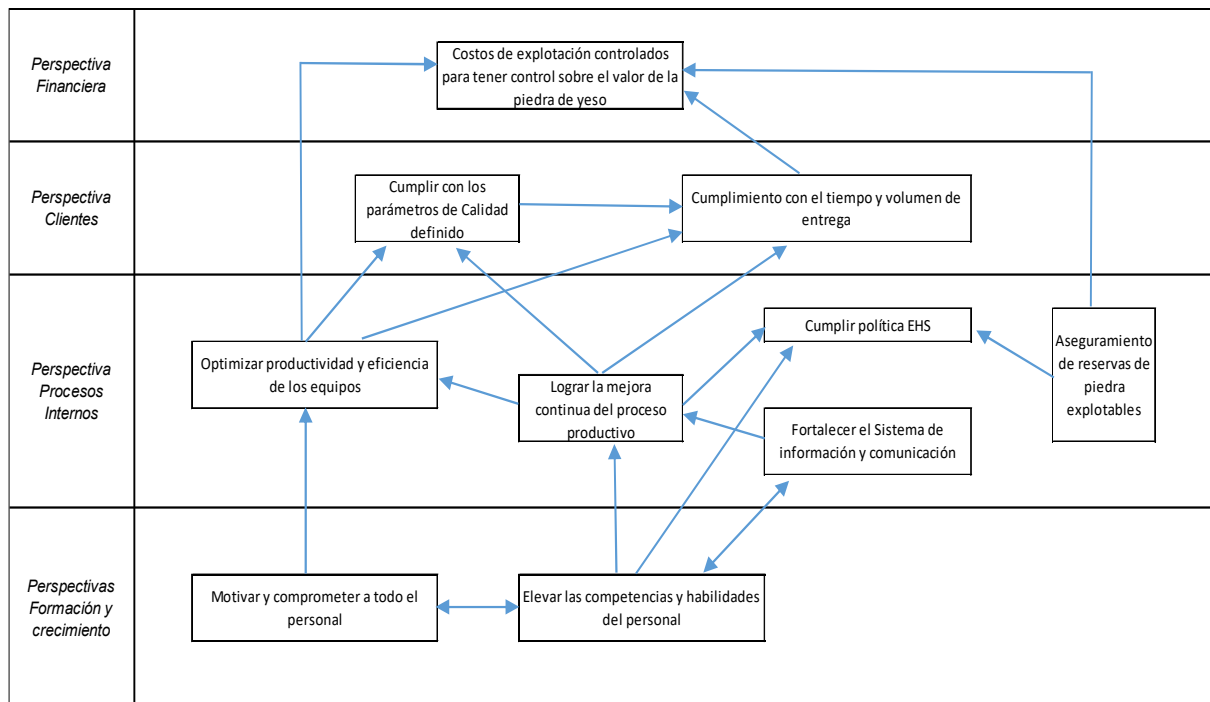 Perspectiva
Financiera
Costos de explotación controlados
para tener control sobre el valor de la
piedra de yeso
Perspectiva
Clientes
Cumplir con los
parámetros de Calidad
definido
Cumplimiento con el tiempo y volumen de
entrega
Perspectiva
Procesos
Internos
Optimizar productividad y eficiencia
de los equipos
Lograr la mejora
continua del proceso
productivo
Cumplir política EHS
Fortalecer el Sistema de
información y comunicación
Aseguramiento
de reservas de
piedra
explotables
Perspectivas
Formación y
crecimiento
Motivar y comprometer a todo el
personal
Elevar las competencias y habilidades
del personal